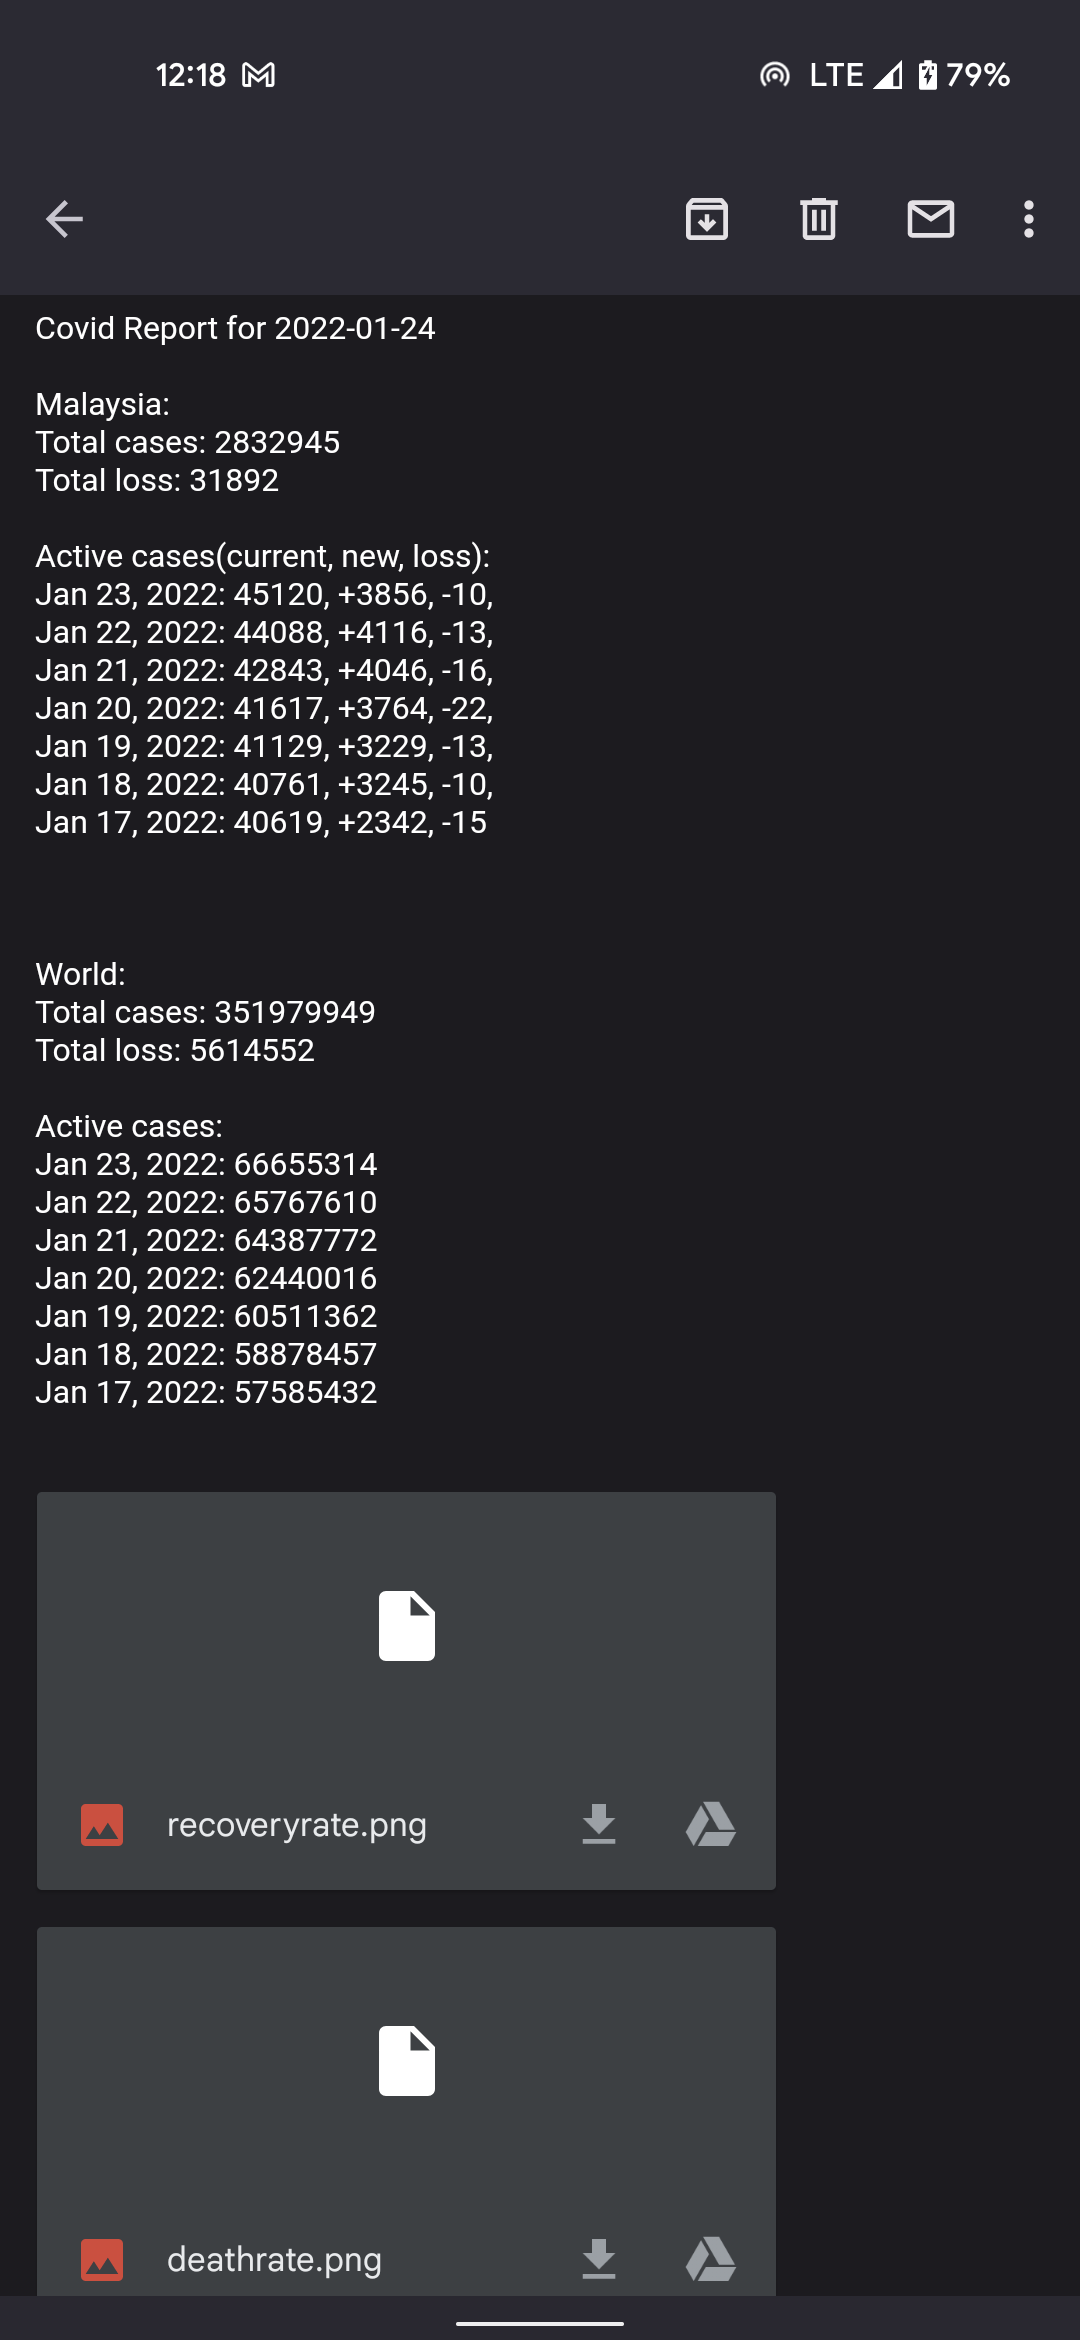 12:18 LTE 79%
Covid Report for 2022-01-24
Malaysia:
Total cases: 2832945
Total loss: 31892
Active cases(current, new, loss):
Jan 23, 2022: 45120, +3856, -10,
Jan 22, 2022: 44088, +4116, -13,
Jan 21, 2022: 42843, +4046, -16,
Jan 20, 2022: 41617, +3764, -22,
Jan 19, 2022: 41129, +3229, -13,
Jan 18, 2022: 40761, +3245, -10,
Jan 17, 2022: 40619, +2342, -15
World:
Total cases: 351979949
Total loss: 5614552
Active cases:
Jan 23, 2022: 66655314
Jan 22, 2022: 65767610
Jan 21, 2022: 64387772
Jan 20, 2022: 62440016
Jan 19, 2022: 60511362
Jan 18, 2022: 58878457
Jan 17, 2022: 57585432
recoveryrate.png
deathrate.png